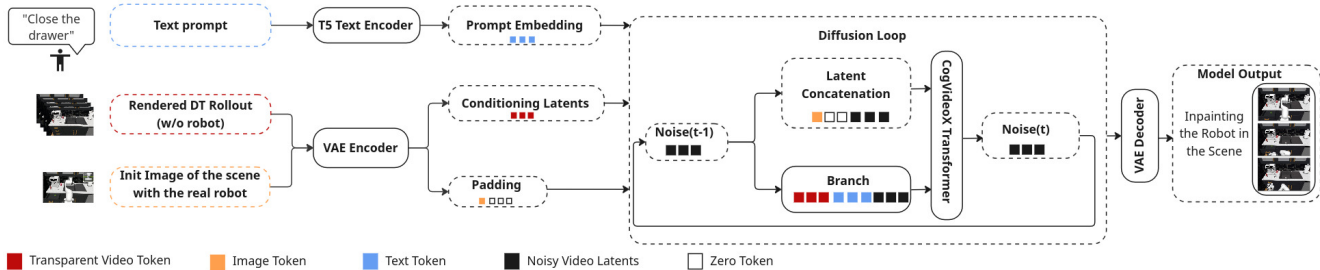 "Close the
drawer"
Text prompt
T5 Text Encoder
Prompt Embedding
Diffusion Loop
Rendered DT Rollout
(w/o robot)
Init Image of the scene
with the real robot
VAE Encoder
Conditioning Latents
Padding
Noise(t-1)
Latent
Concatenation
Branch
CogVideoX Transformer
Noise(t)
VAE Decoder
Model Output
Inpainting
the Robot in
the Scene
Transparent Video Token
Image Token
Text Token
Noisy Video Latents
Zero Token